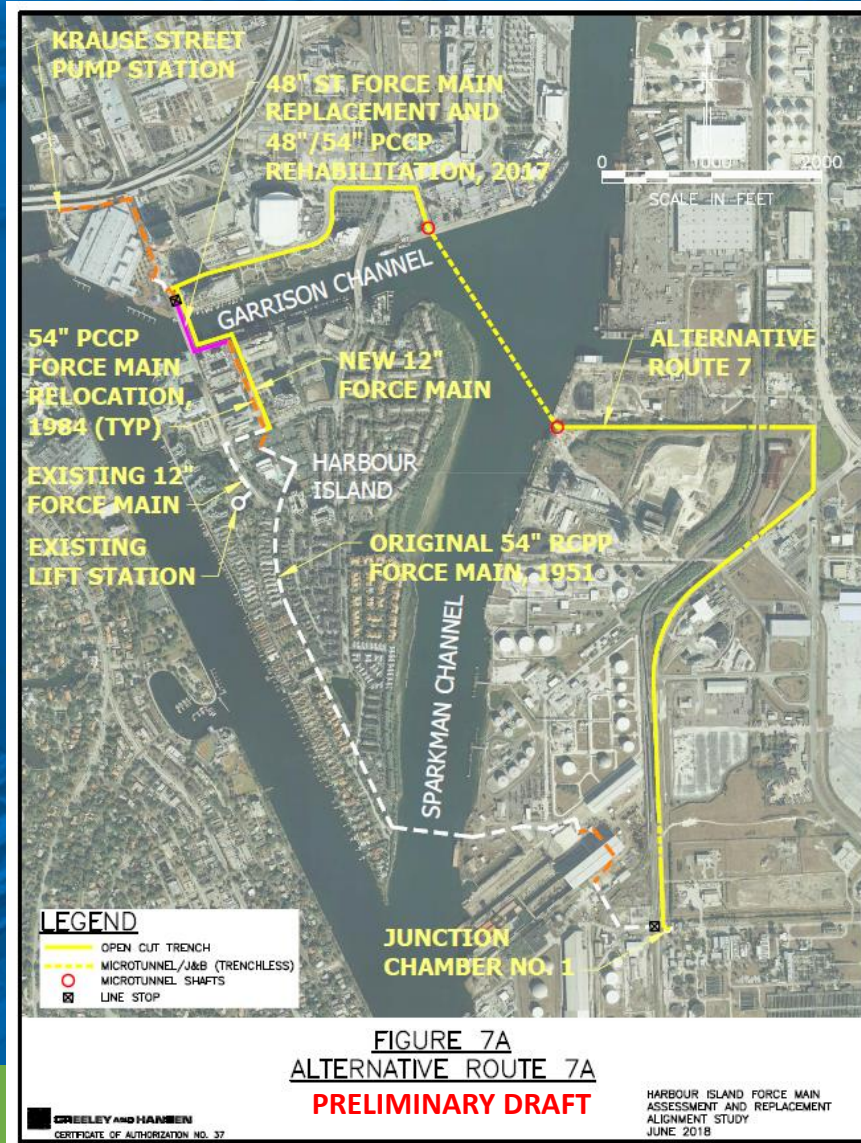 KRAUSE STREET
PUMP STATION
48" ST FORCE MAIN
REPLACEMENT AND
48"/54" PCCP
REHABILITATION, 2017
0 1000 2000
SCALE IN FEET
GARRISON CHANNEL
54" PCCP
FORCE MAIN
RELOCATION,
1984 (TYP)
NEW 12"
FORCE MAIN
ALTERNATIVE
ROUTE 7
HARBOUR
ISLAND
EXISTING 12"
FORCE MAIN
EXISTING
LIFT STATION
ORIGINAL 54" RCPP
FORCE MAIN, 1951
SPARKMAN CHANNEL
JUNCTION
CHAMBER NO. 1
LEGEND
OPEN CUT TRENCH
MICROTUNNEL/J&B (TRENCHLESS)
MICROTUNNEL SHAFTS
LINE STOP
FIGURE 7A
ALTERNATIVE ROUTE 7A
PRELIMINARY DRAFT
GREELEY AND HANSEN
CERTIFICATE OF AUTHORIZATION NO. 37
HARBOUR ISLAND FORCE MAIN
ASSESSMENT AND REPLACEMENT
ALIGNMENT STUDY
JUNE 2018